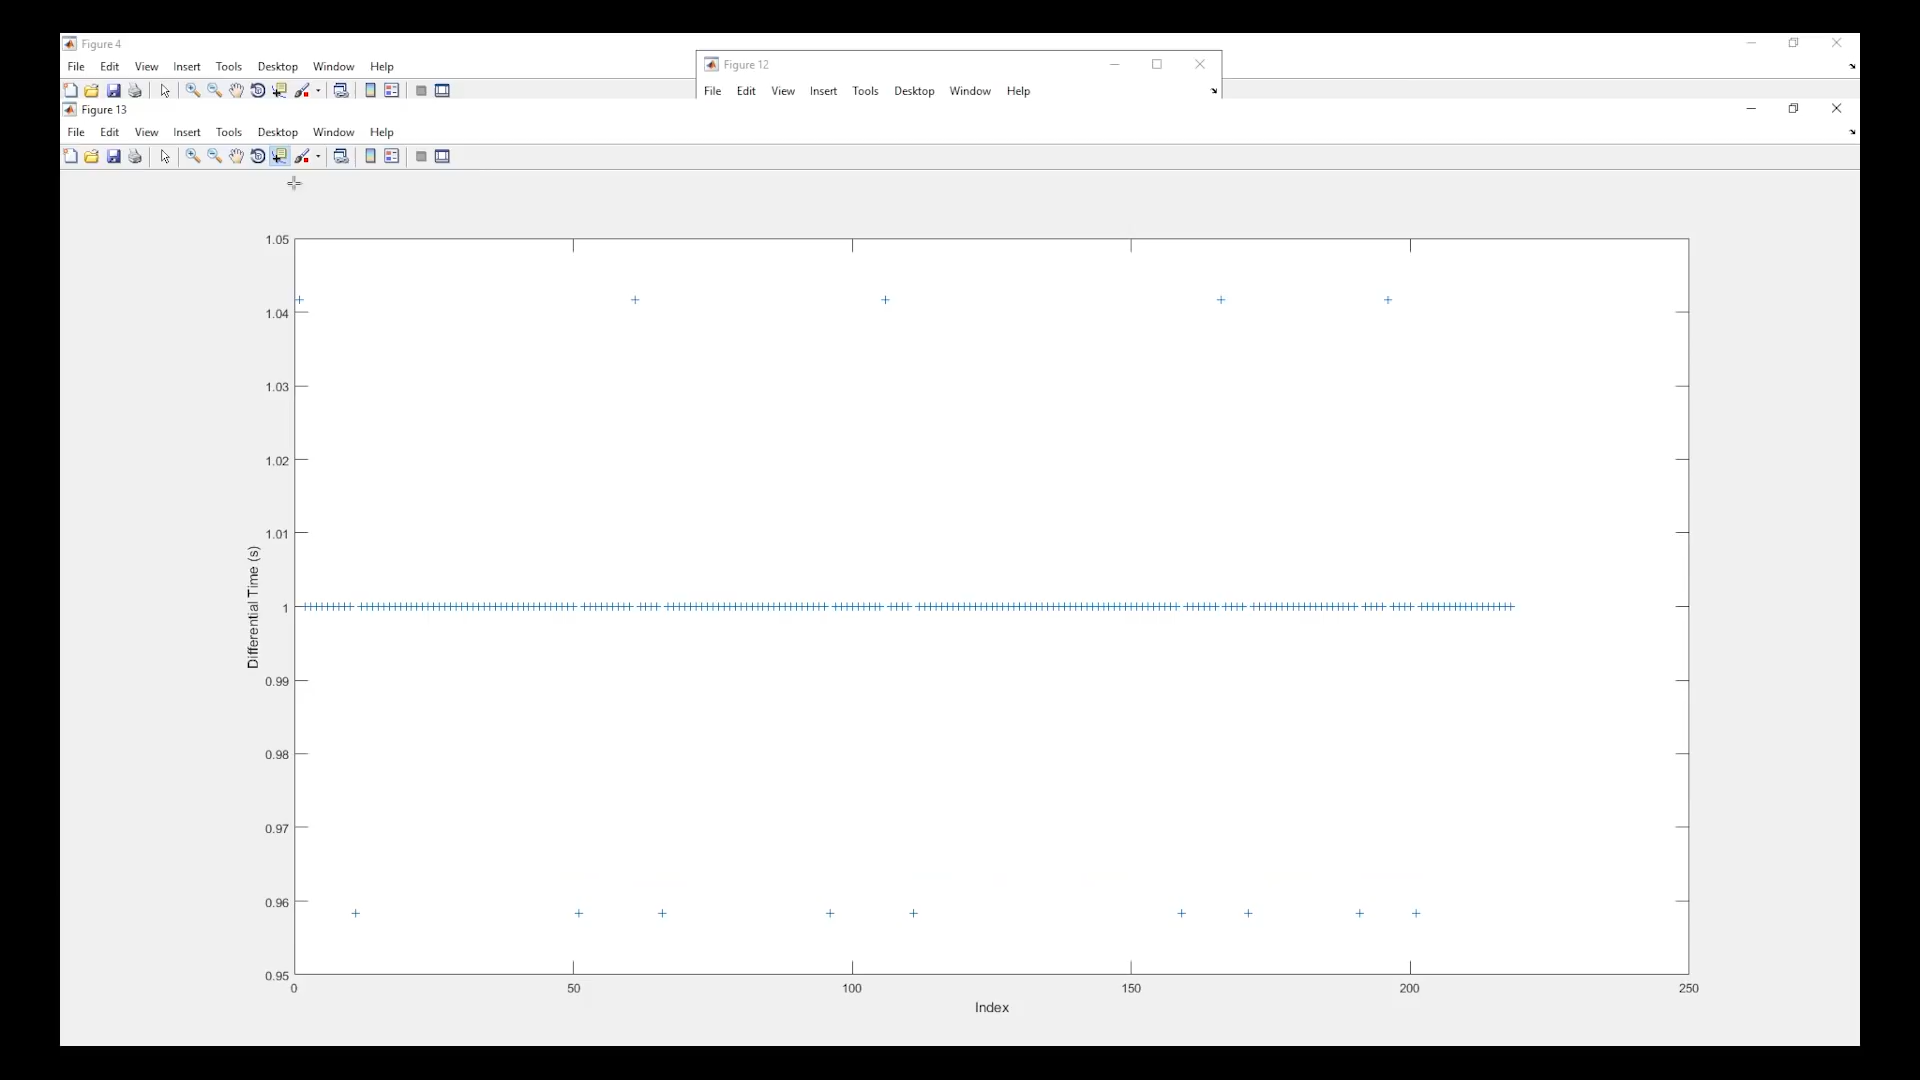 Figure 4
File Edit View Insert Tools Desktop Window Help
Figure 12
File Edit View Insert Tools Desktop Window Help
Figure 13
File Edit View Insert Tools Desktop Window Help
1.05
1.04
1.03
1.02
1.01
1
0.99
0.98
0.97
0.96
0.95
Differential Time (s)
0 50 100 150 200 250
Index